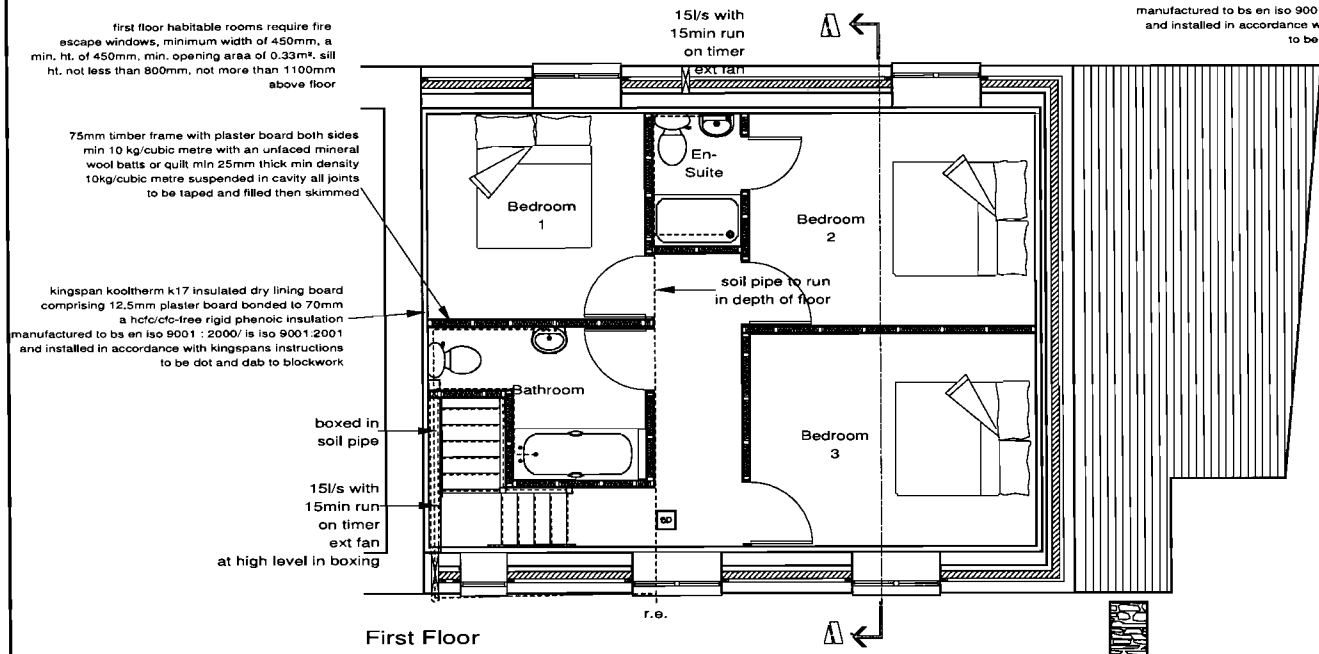 first floor habitable rooms require fire
escape windows, minimum width of 450mm, a
min. ht. of 450mm, min. opening araa of 0.33m². sill
ht. not less than 800mm, not more than 1100mm
above floor
15l/s with
15min run
on timer
ext fan
A
manufactured to bs en iso 900
and installed in accordance w
to be
75mm timber frame with plaster board both sides
min 10 kg/cubic metre with an unfaced mineral
wool batts or quilt min 25mm thick min density
10kg/cubic metre suspended in cavity all joints
to be taped and filled then skimmed
En-
Suite
Bedroom
1
Bedroom
2
soil pipe to run
in depth of floor
kingspan kooltherm k17 insulated dry lining board
comprising 12.5mm plaster board bonded to 70mm
a hcfc/cfc-free rigid phenoic insulation
manufactured to bs en iso 9001 : 2000/ is iso 9001:2001
and installed in accordance with kingspans instructions
to be dot and dab to blockwork
Bathroom
boxed in
soil pipe
Bedroom
3
15l/s with
15min run
on timer
ext fan
at high level in boxing
SD
r.e.
First Floor
A